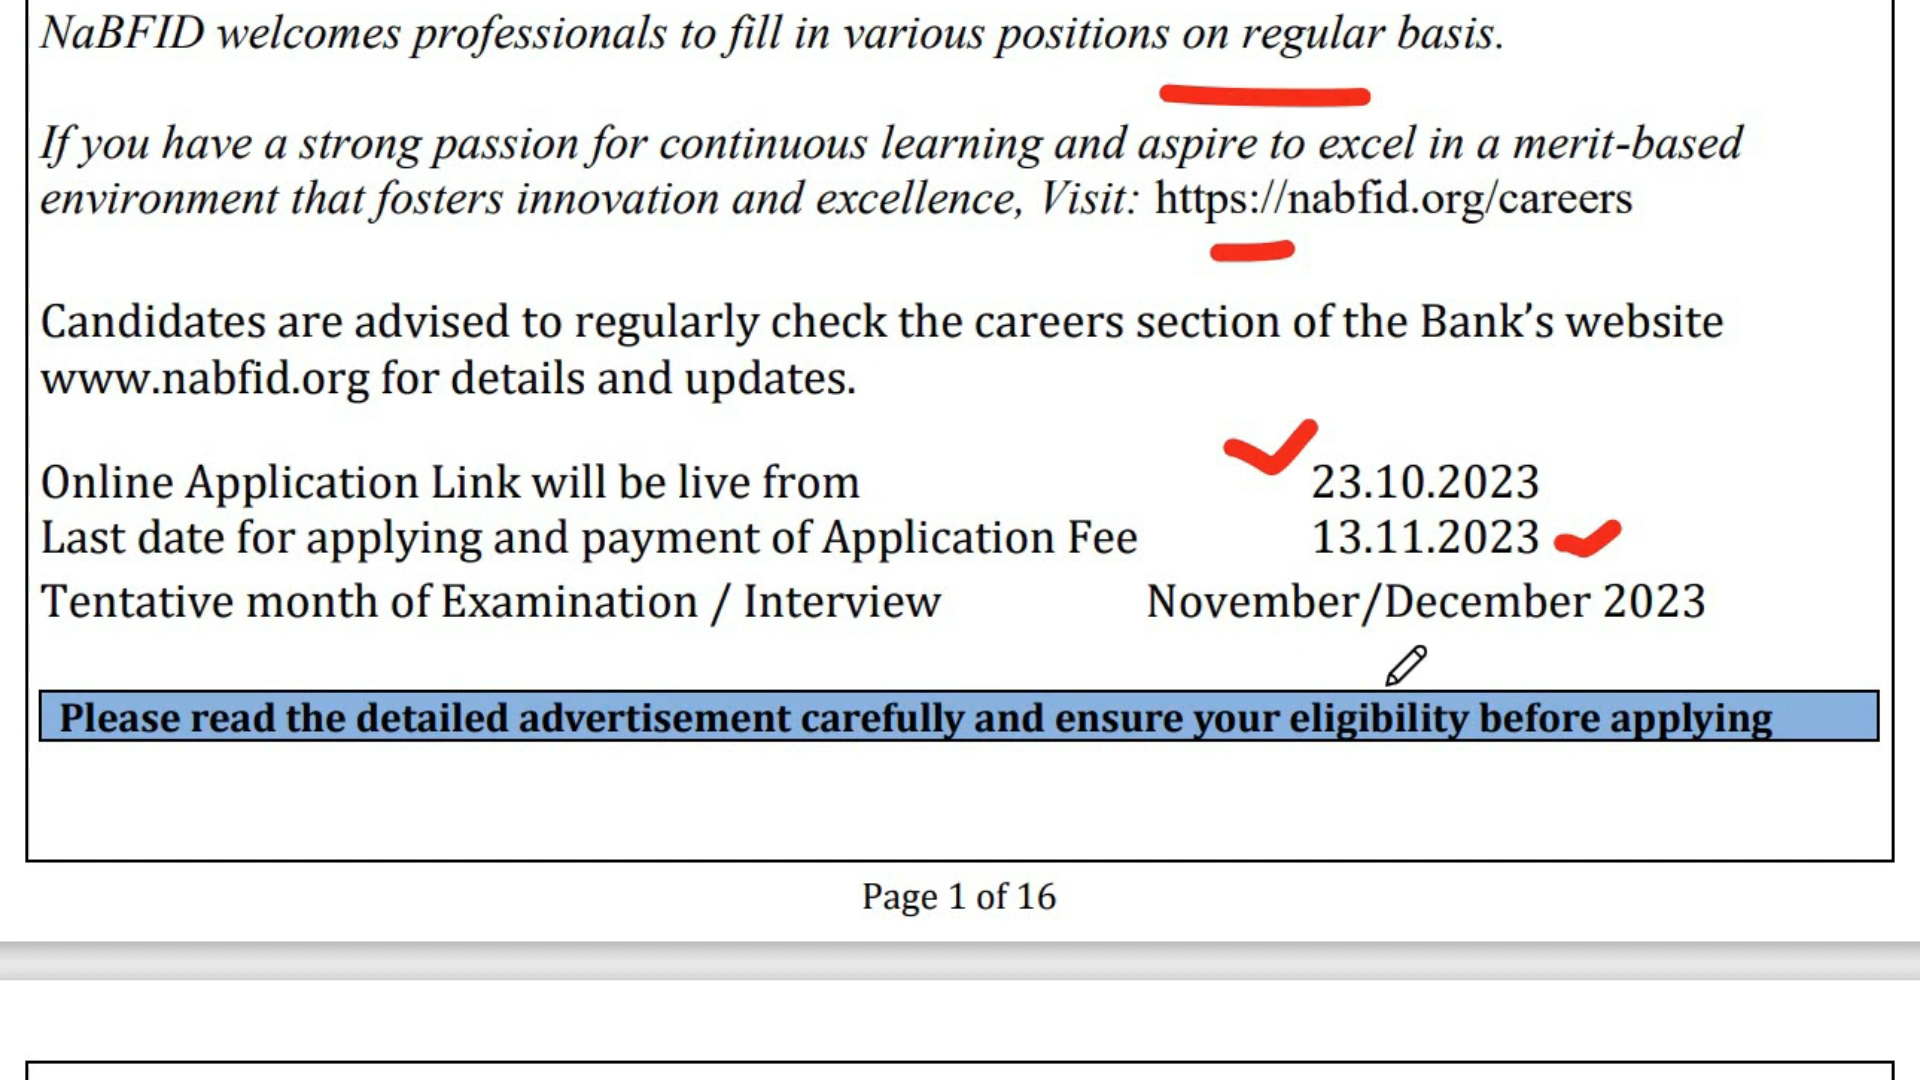 NaBFID welcomes professionals to fill in various positions on regular basis.
If you have a strong passion for continuous learning and aspire to excel in a merit-based
environment that fosters innovation and excellence, Visit: https://nabfid.org/careers
Candidates are advised to regularly check the careers section of the Bank’s website
www.nabfid.org for details and updates.
Online Application Link will be live from 23.10.2023
Last date for applying and payment of Application Fee 13.11.2023
Tentative month of Examination / Interview November/December 2023
Please read the detailed advertisement carefully and ensure your eligibility before applying
Page 1 of 16